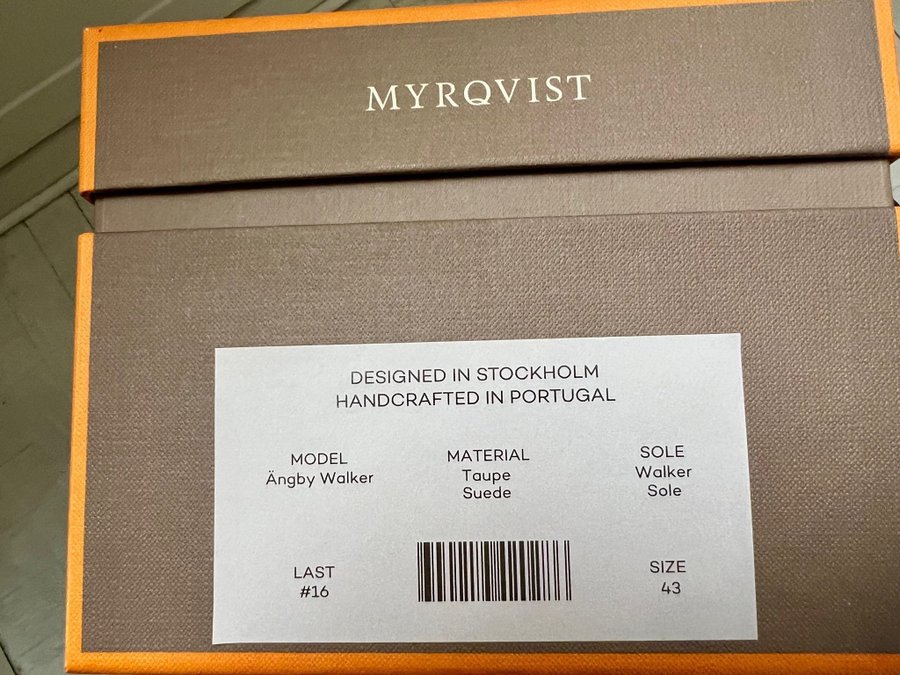 MYRQVIST
DESIGNED IN STOCKHOLM
HANDCRAFTED IN PORTUGAL
MODEL
Ängby Walker
MATERIAL
Taupe
Suede
SOLE
Walker
Sole
LAST
#16
SIZE
43